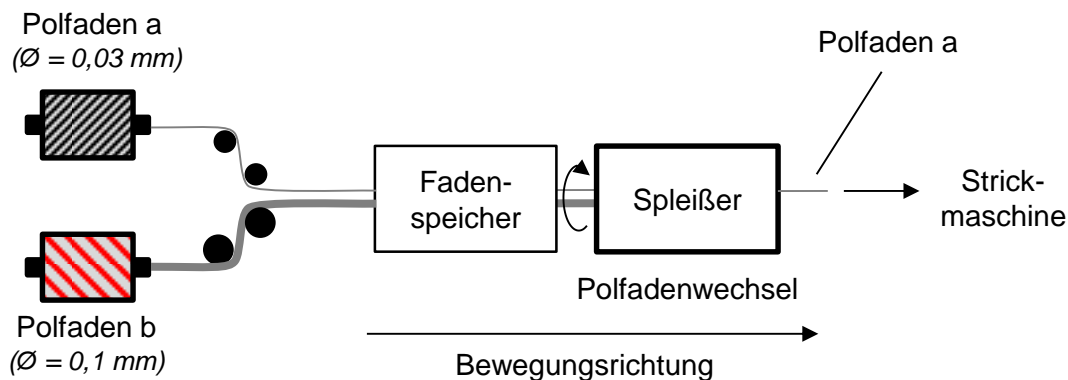 Polfaden a
(Ø = 0,03 mm)
Polfaden a
Faden-
speicher
Spleißer
Strick-
maschine
Polfadenwechsel
Polfaden b
(Ø = 0,1 mm)
Bewegungsrichtung